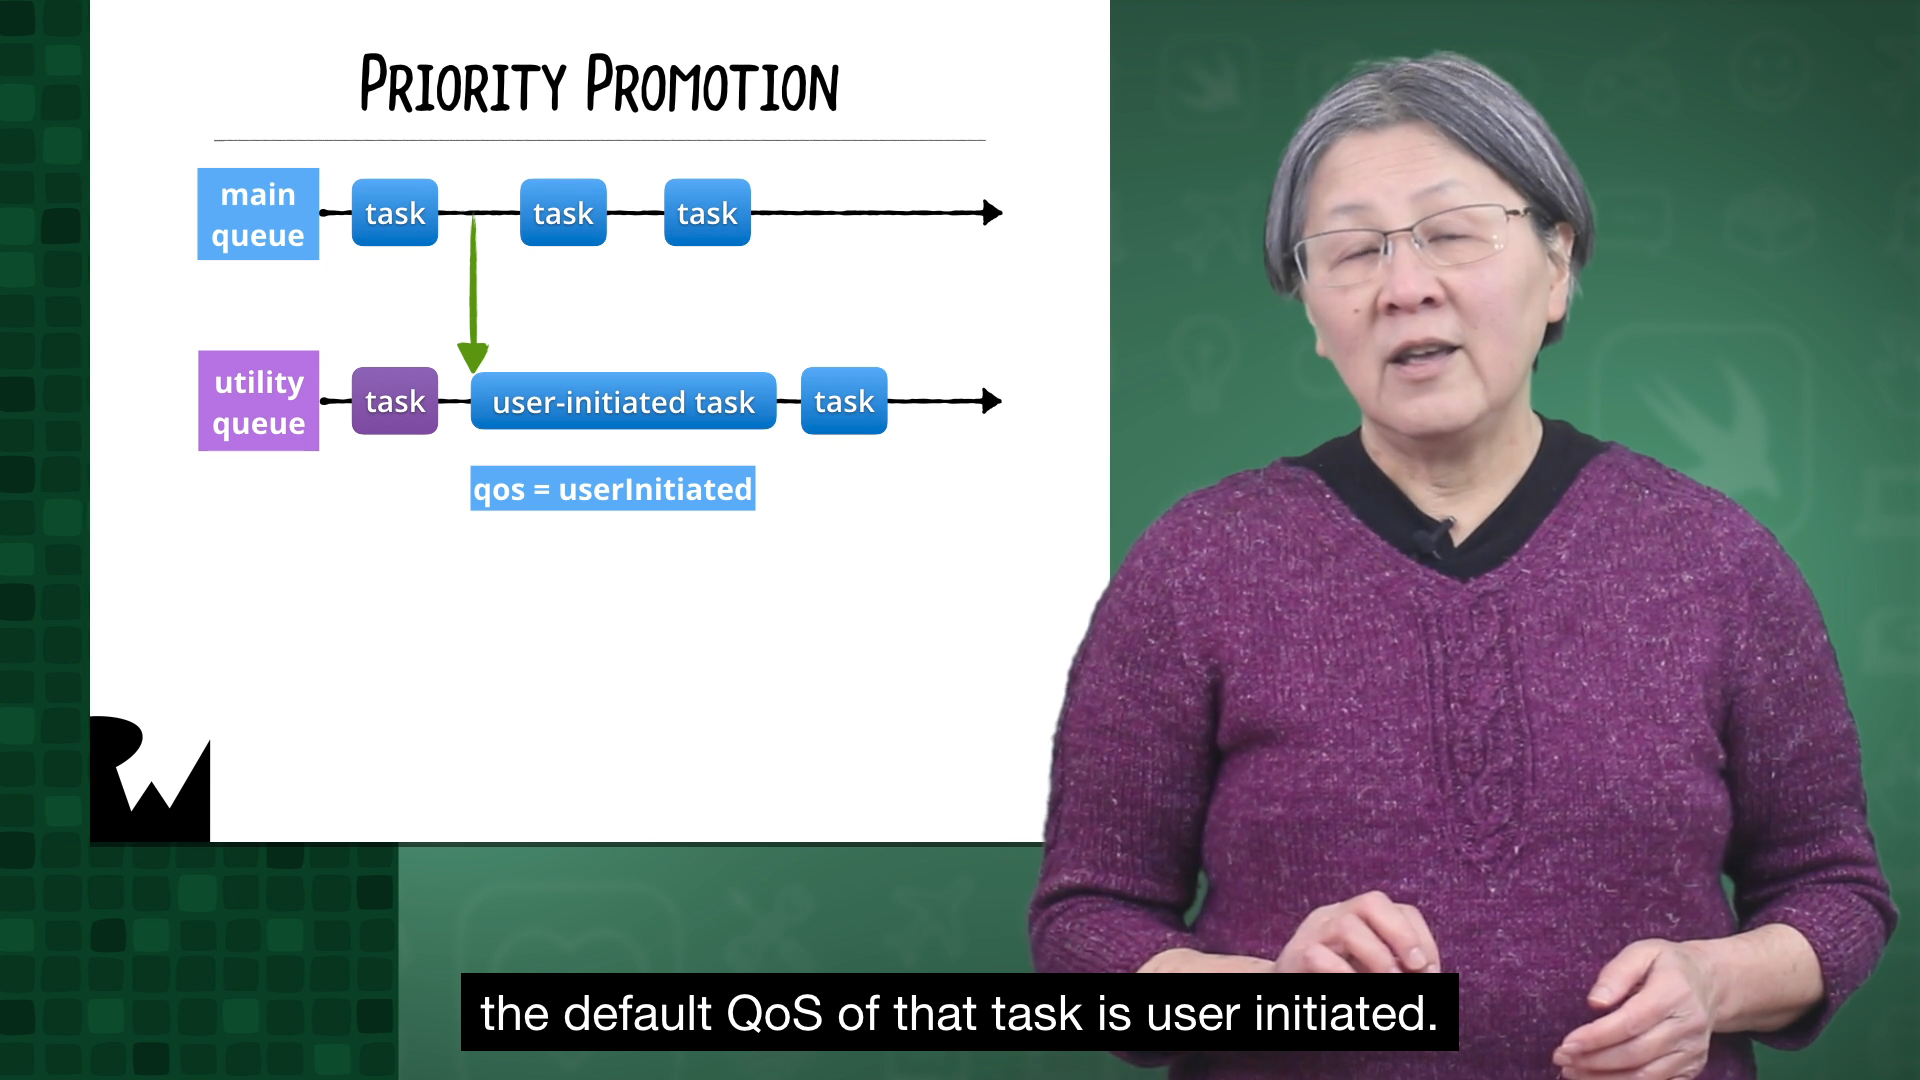 PRIORITY PROMOTION
main
queue
task
task
task
utility
queue
task
user-initiated task
task
qos = userInitiated
RW
the default QoS of that task is user initiated.